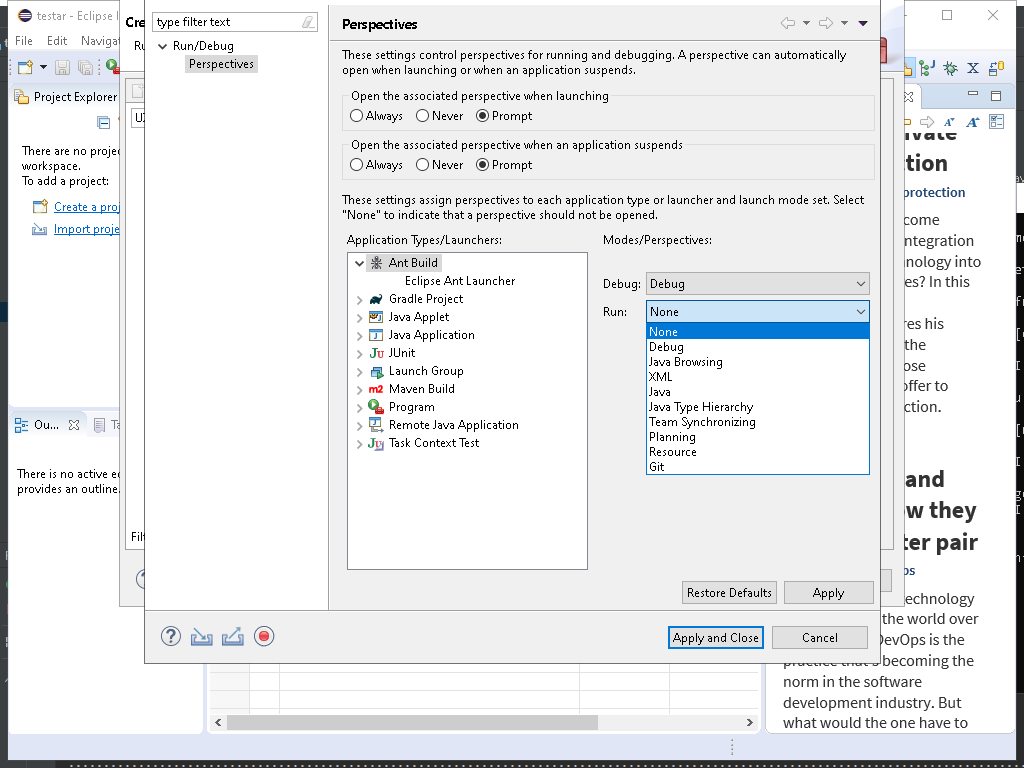 testar - Eclipse I
File Edit Navigat
Project Explorer
There are no projec
workspace.
To add a project:
Create a proj
Import proje
Ou...
Ta
There is no active ed
provides an outline.
Cre
Ru
type filter text
Run/Debug
Perspectives
Perspectives
These settings control perspectives for running and debugging. A perspective can automatically
open when launching or when an application suspends.
Open the associated perspective when launching
Always Never Prompt
Open the associated perspective when an application suspends
Always Never Prompt
These settings assign perspectives to each application type or launcher and launch mode set. Select
"None" to indicate that a perspective should not be opened.
Application Types/Launchers:
Ant Build
Eclipse Ant Launcher
Gradle Project
Java Applet
Java Application
JUnit
Launch Group
Maven Build
Program
Remote Java Application
Task Context Test
Modes/Perspectives:
Debug: Debug
Run: None
None
Debug
Java Browsing
XML
Java
Java Type Hierarchy
Team Synchronizing
Planning
Resource
Git
Restore Defaults
Apply
Apply and Close
Cancel
Filt
ivate
tion
protection
come
ntegration
nology into
es? In this
res his
the
ose
offer to
ction.
and
ow they
ter pair
ps
echnology
the world over
DevOps is the
practice that's becoming the
norm in the software
development industry. But
what would the one have to